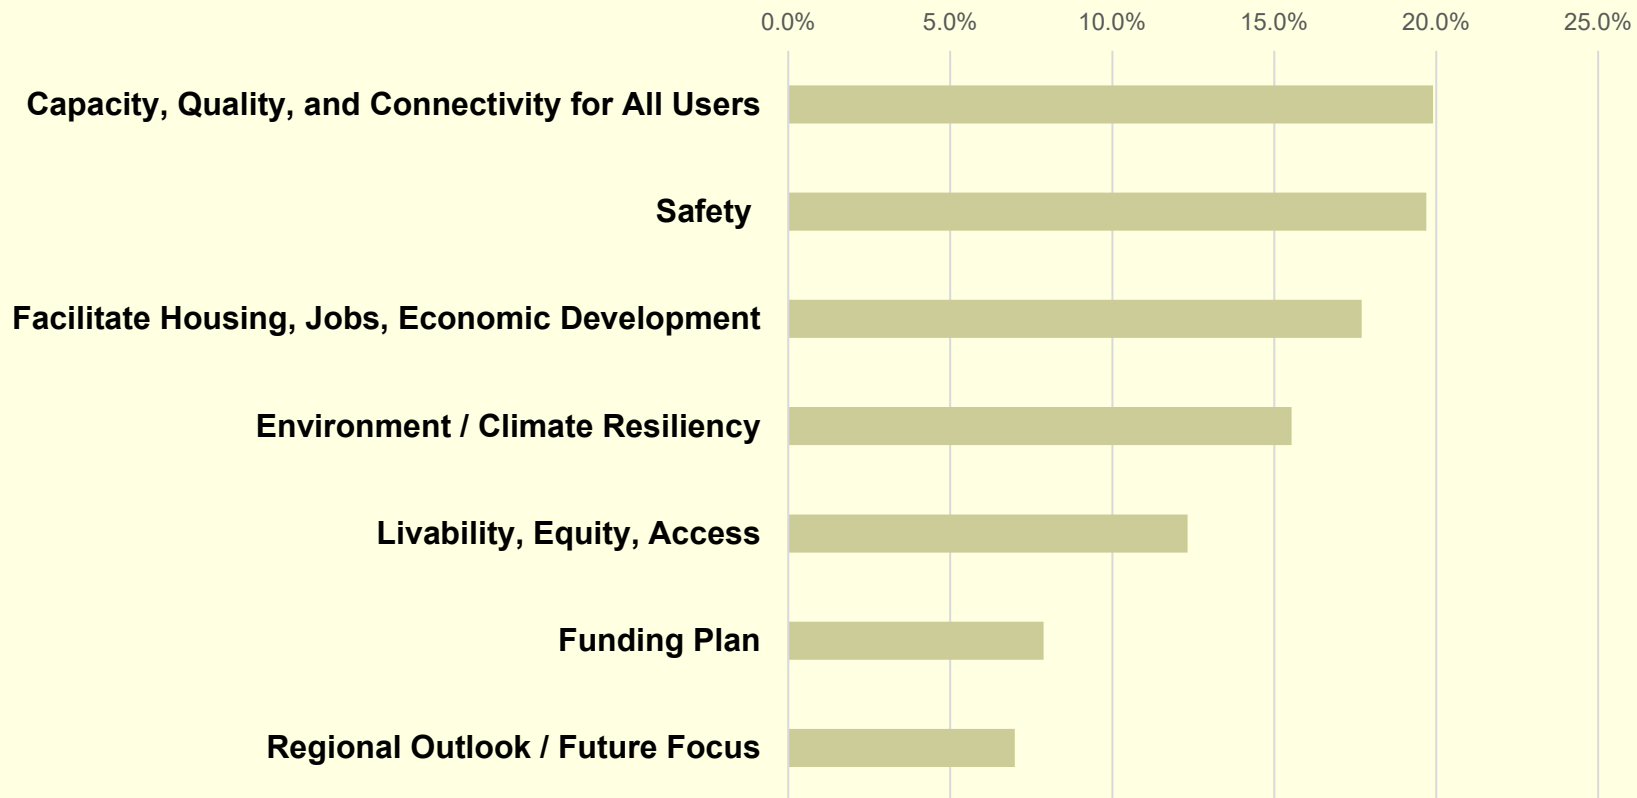 0.0% 5.0% 10.0% 15.0% 20.0% 25.0%
Capacity, Quality, and Connectivity for All Users
Safety
Facilitate Housing, Jobs, Economic Development
Environment / Climate Resiliency
Livability, Equity, Access
Funding Plan
Regional Outlook / Future Focus